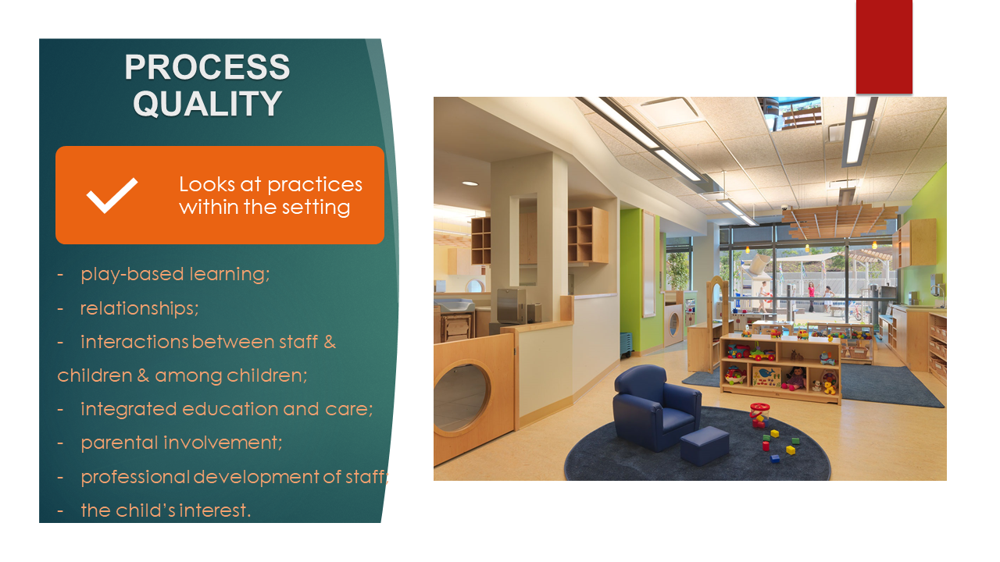 PROCESS
QUALITY
Looks at practices
within the setting
- play-based learning;
- relationships;
- interactions between staff &
children & among children;
- integrated education and care;
- parental involvement;
- professional development of staff;
- the child’s interest.